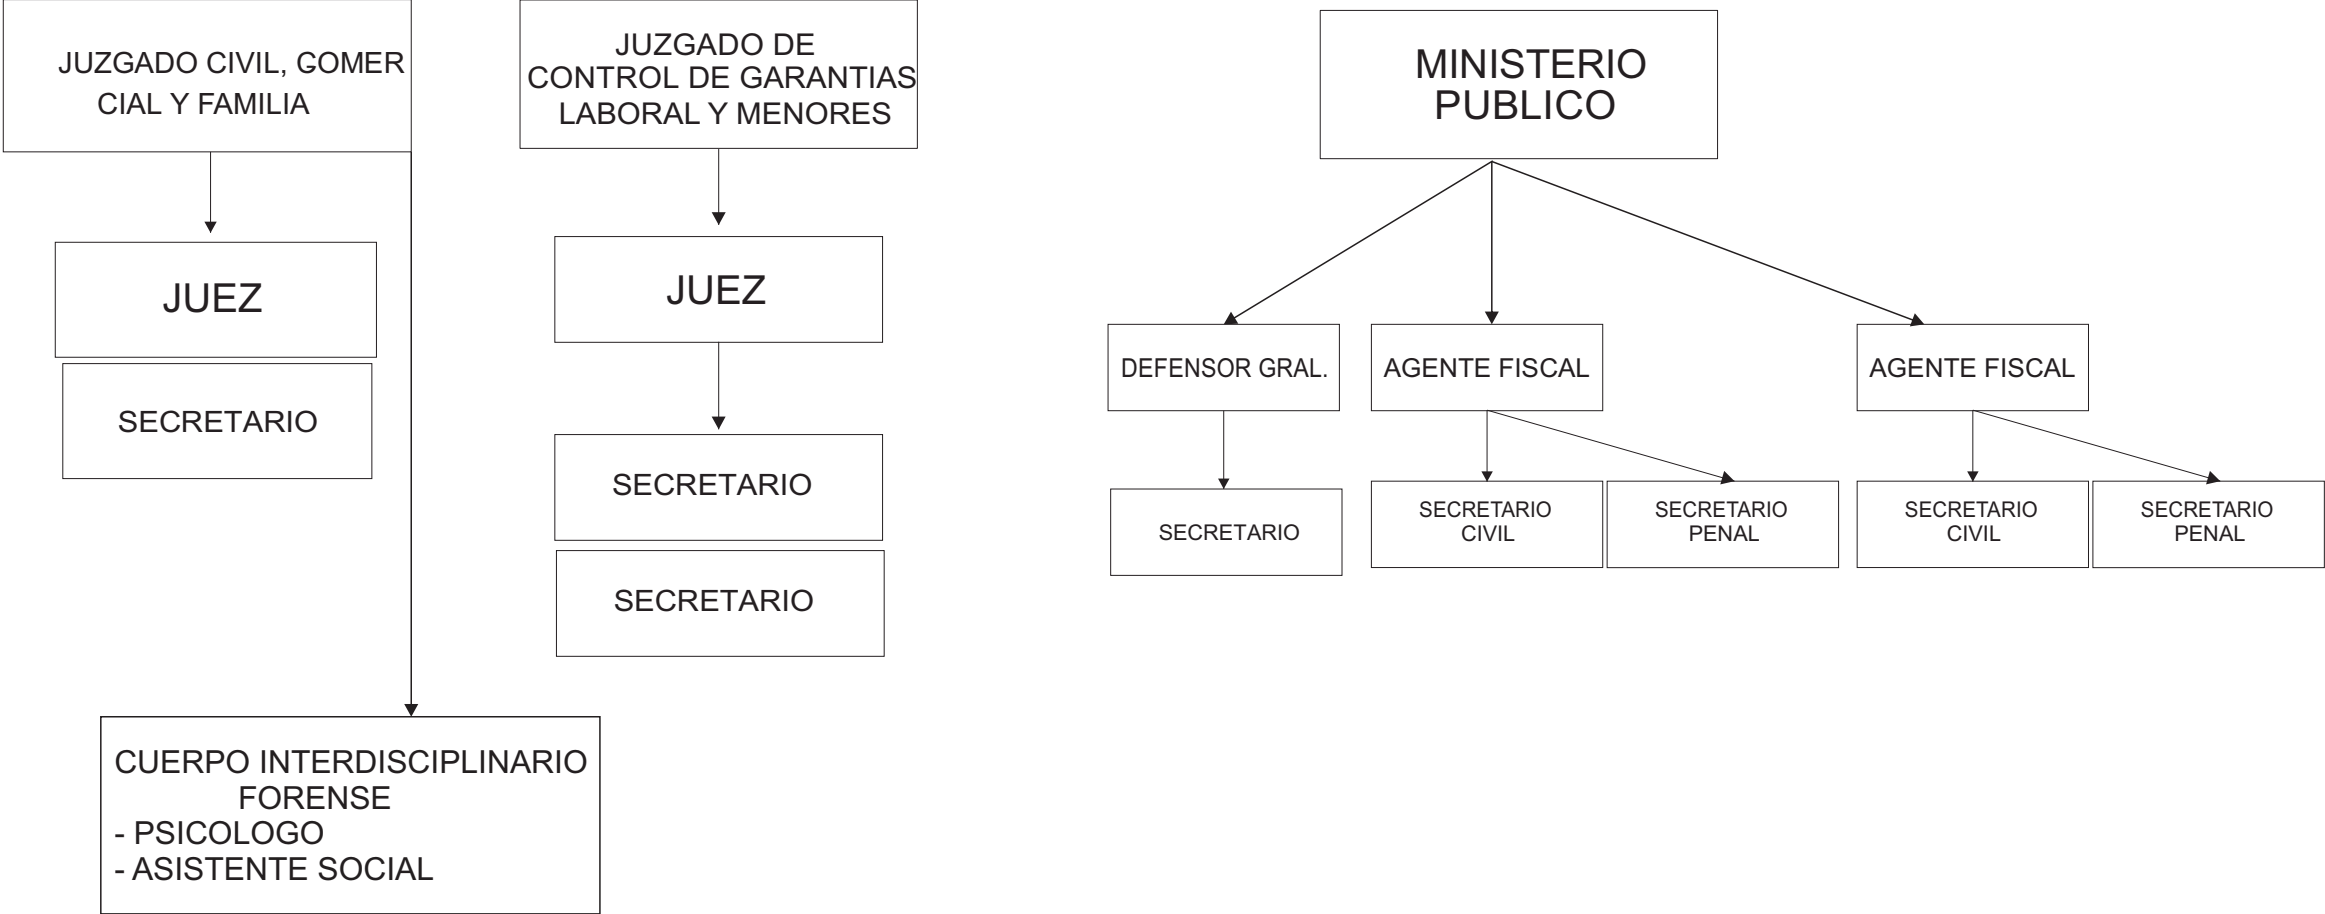 JUZGADO CIVIL, GOMER
CIAL Y FAMILIA
JUEZ
SECRETARIO
CUERPO INTERDISCIPLINARIO
FORENSE
- PSICOLOGO
- ASISTENTE SOCIAL
JUZGADO DE
CONTROL DE GARANTIAS
LABORAL Y MENORES
JUEZ
SECRETARIO
SECRETARIO
MINISTERIO
PUBLICO
DEFENSOR GRAL.
SECRETARIO
AGENTE FISCAL
SECRETARIO
CIVIL
SECRETARIO
PENAL
AGENTE FISCAL
SECRETARIO
CIVIL
SECRETARIO
PENAL